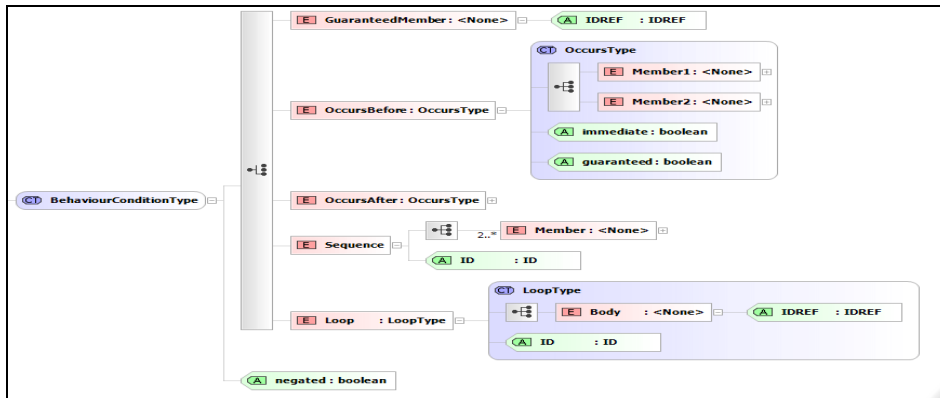 E GuaranteedMember : <None>
A IDREF : IDREF
CT OccursType
E Member1 : <None>
E Member2 : <None>
E OccursBefore : OccursType
A immediate : boolean
A guaranteed : boolean
CT BehaviourConditionType
E OccursAfter : OccursType
E Sequence
2..* E Member : <None>
A ID : ID
CT LoopType
E Loop : LoopType
E Body : <None>
A IDREF : IDREF
A ID : ID
A negated : boolean